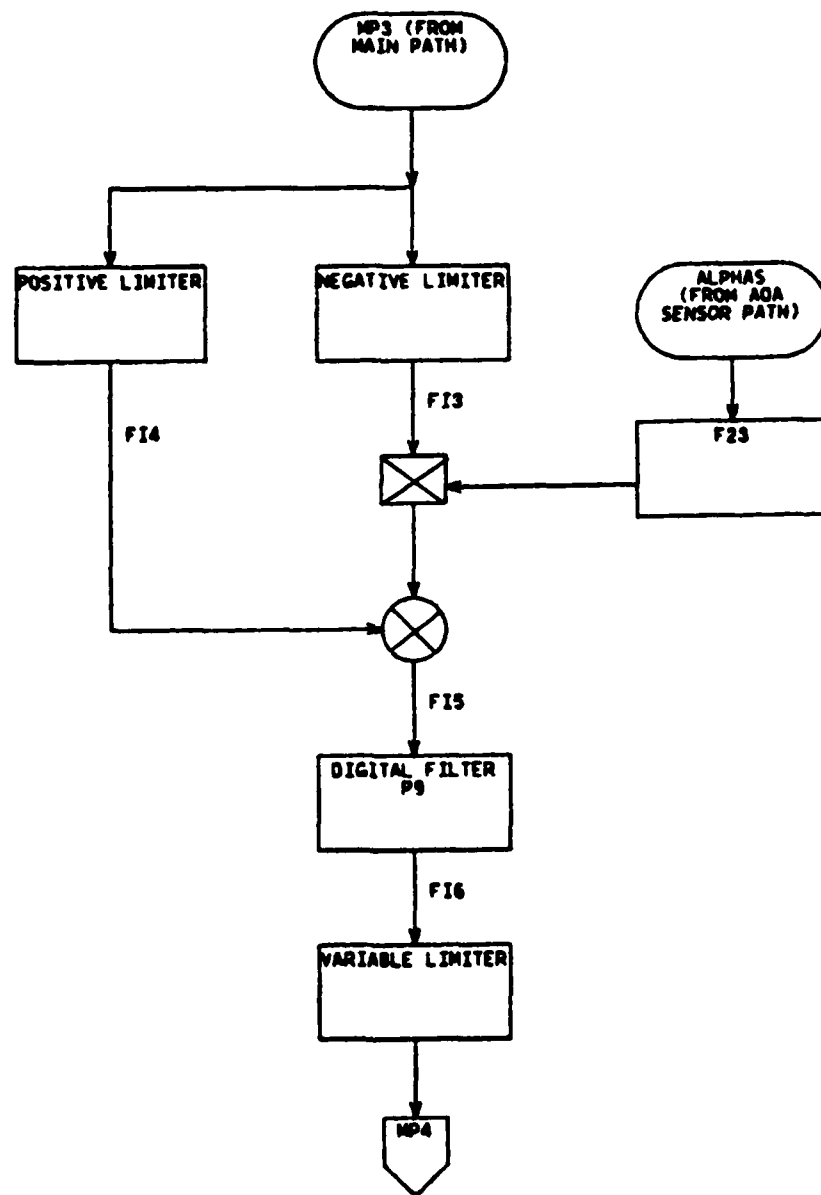 MP3 (FROM
MAIN PATH)
POSITIVE LIMITER
NEGATIVE LIMITER
ALPHAS
(FROM AOA
SENSOR PATH)
FI3
FI4
F23
FI5
DIGITAL FILTER
P9
FI6
VARIABLE LIMITER
MP4